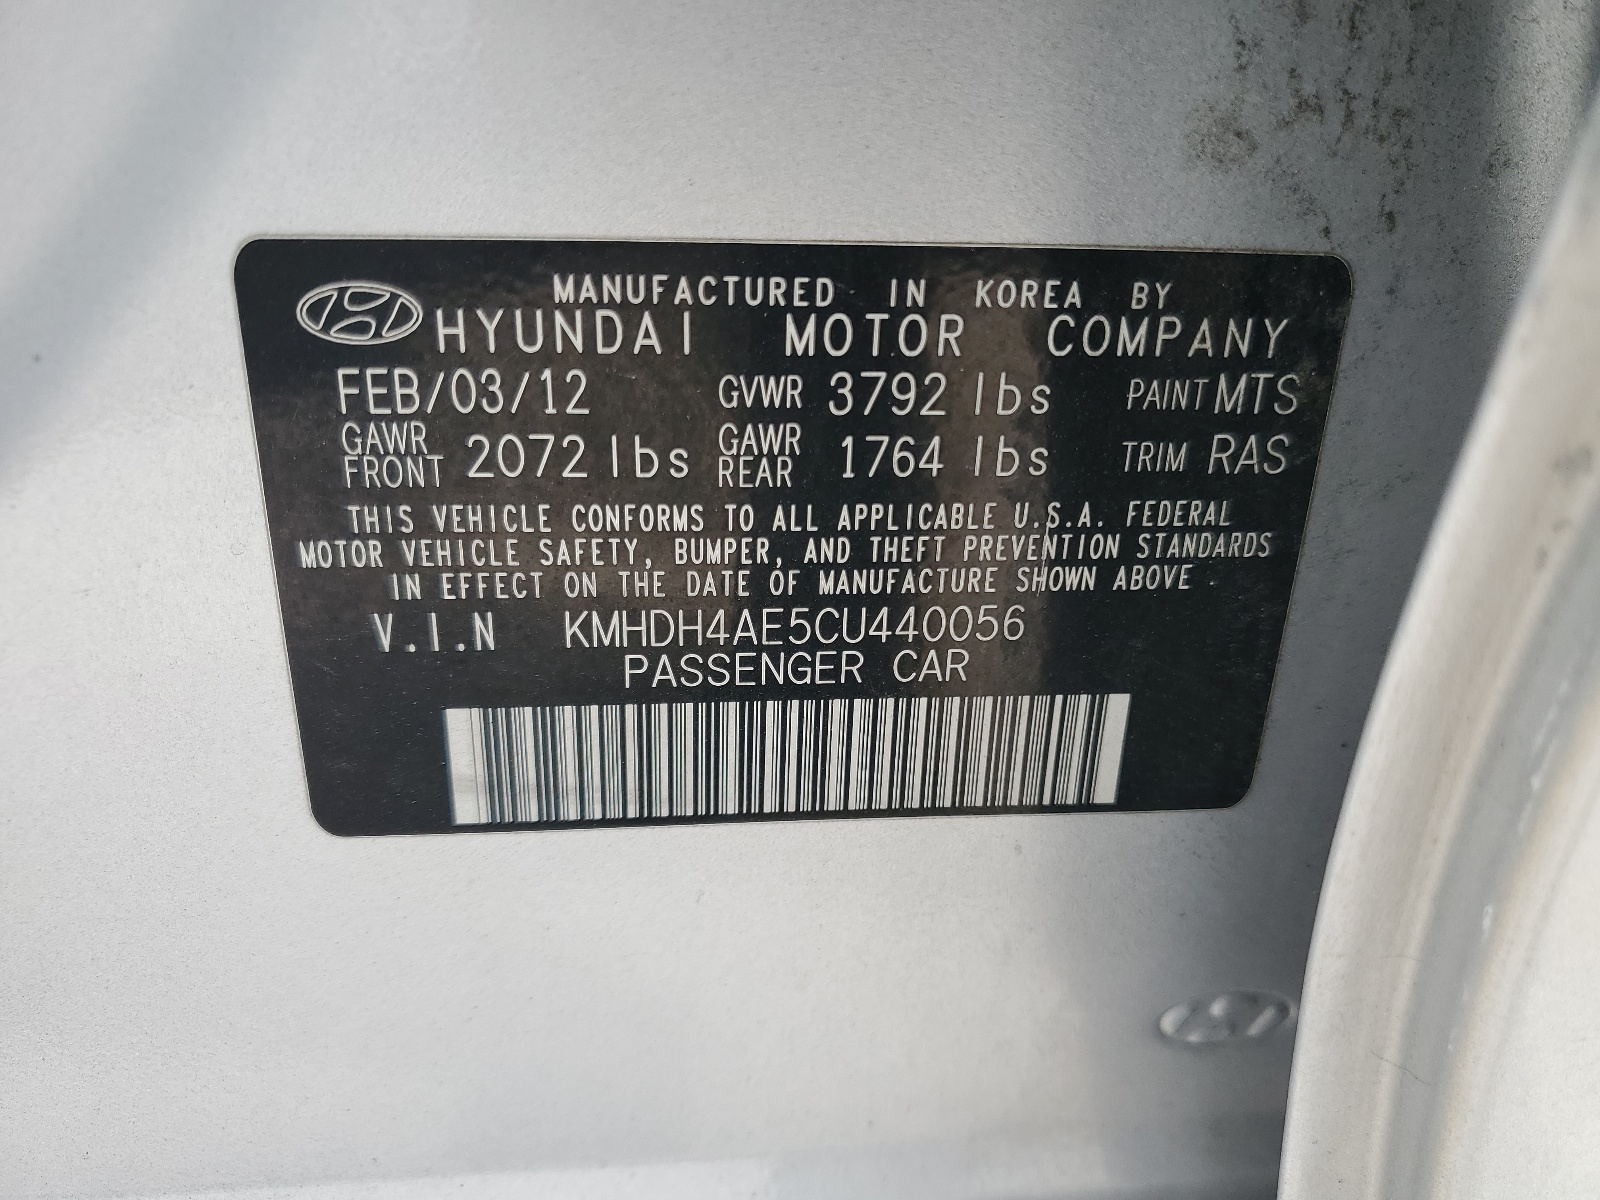 MANUFACTURED IN KOREA BY
HYUNDAI MOTOR COMPANY
FEB/03/12 GVWR 3792 lbs PAINT MTS
GAWR FRONT 2072 lbs GAWR REAR 1764 lbs TRIM RAS
THIS VEHICLE CONFORMS TO ALL APPLICABLE U.S.A. FEDERAL
MOTOR VEHICLE SAFETY, BUMPER, AND THEFT PREVENTION STANDARDS
IN EFFECT ON THE DATE OF MANUFACTURE SHOWN ABOVE
V.I.N KMHDH4AE5CU440056
PASSENGER CAR